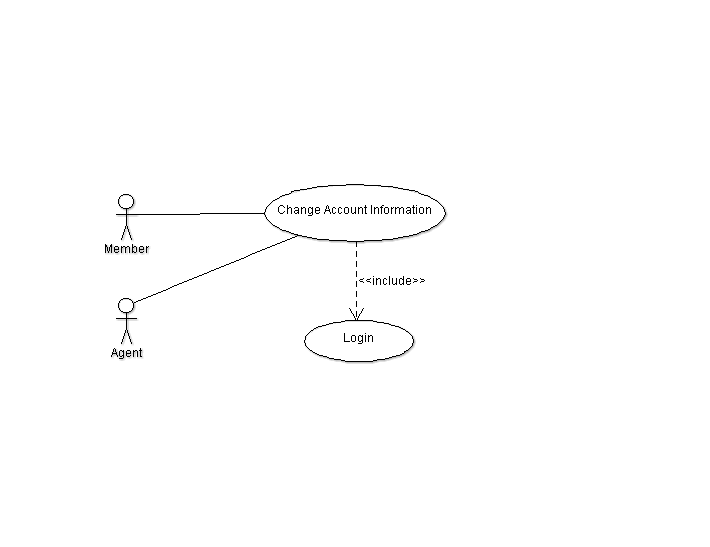 Change Account Information
Member
<<include>>
Login
Agent